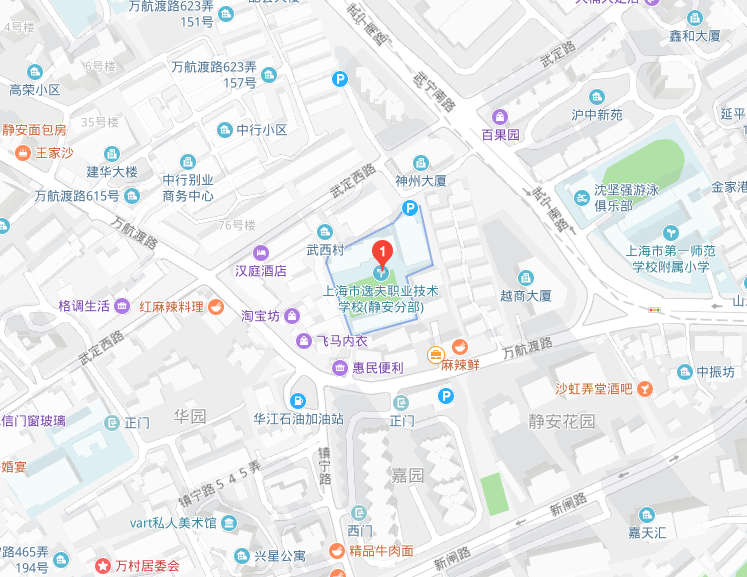 万航渡路623弄
151号
武宁南路
武定路
鑫和大厦
4号楼
6号楼
高荣小区
万航渡路623弄
157号
P
武宁南路
沪中新苑
延平
35号楼
中行小区
百果园
静安面包房
王家沙
建华大楼
中行别业
商务中心
武定西路
神州大厦
沈坚强游泳
俱乐部
金家港
万航渡路615号
P
武宁南路
76号楼
万航渡路
武西村
1
上海市第一师范
学校附属小学
汉庭酒店
上海市逸夫职业技术
学校(静安分部)
越商大厦
格调生活
红麻辣料理
淘宝坊
山
武定西路
飞马内衣
万航渡路
惠民便利
麻辣鲜
中振坊
沙虹弄堂酒吧
信门窗玻璃
正门
华园
华江石油加油站
正门
P
静安花园
婚宴
镇宁路
嘉园
镇宁路５４５弄
新闸路
vart私人美术馆
西门
嘉天汇
路465弄
194号
万村居委会
兴星公寓
精品牛肉面
新闸路